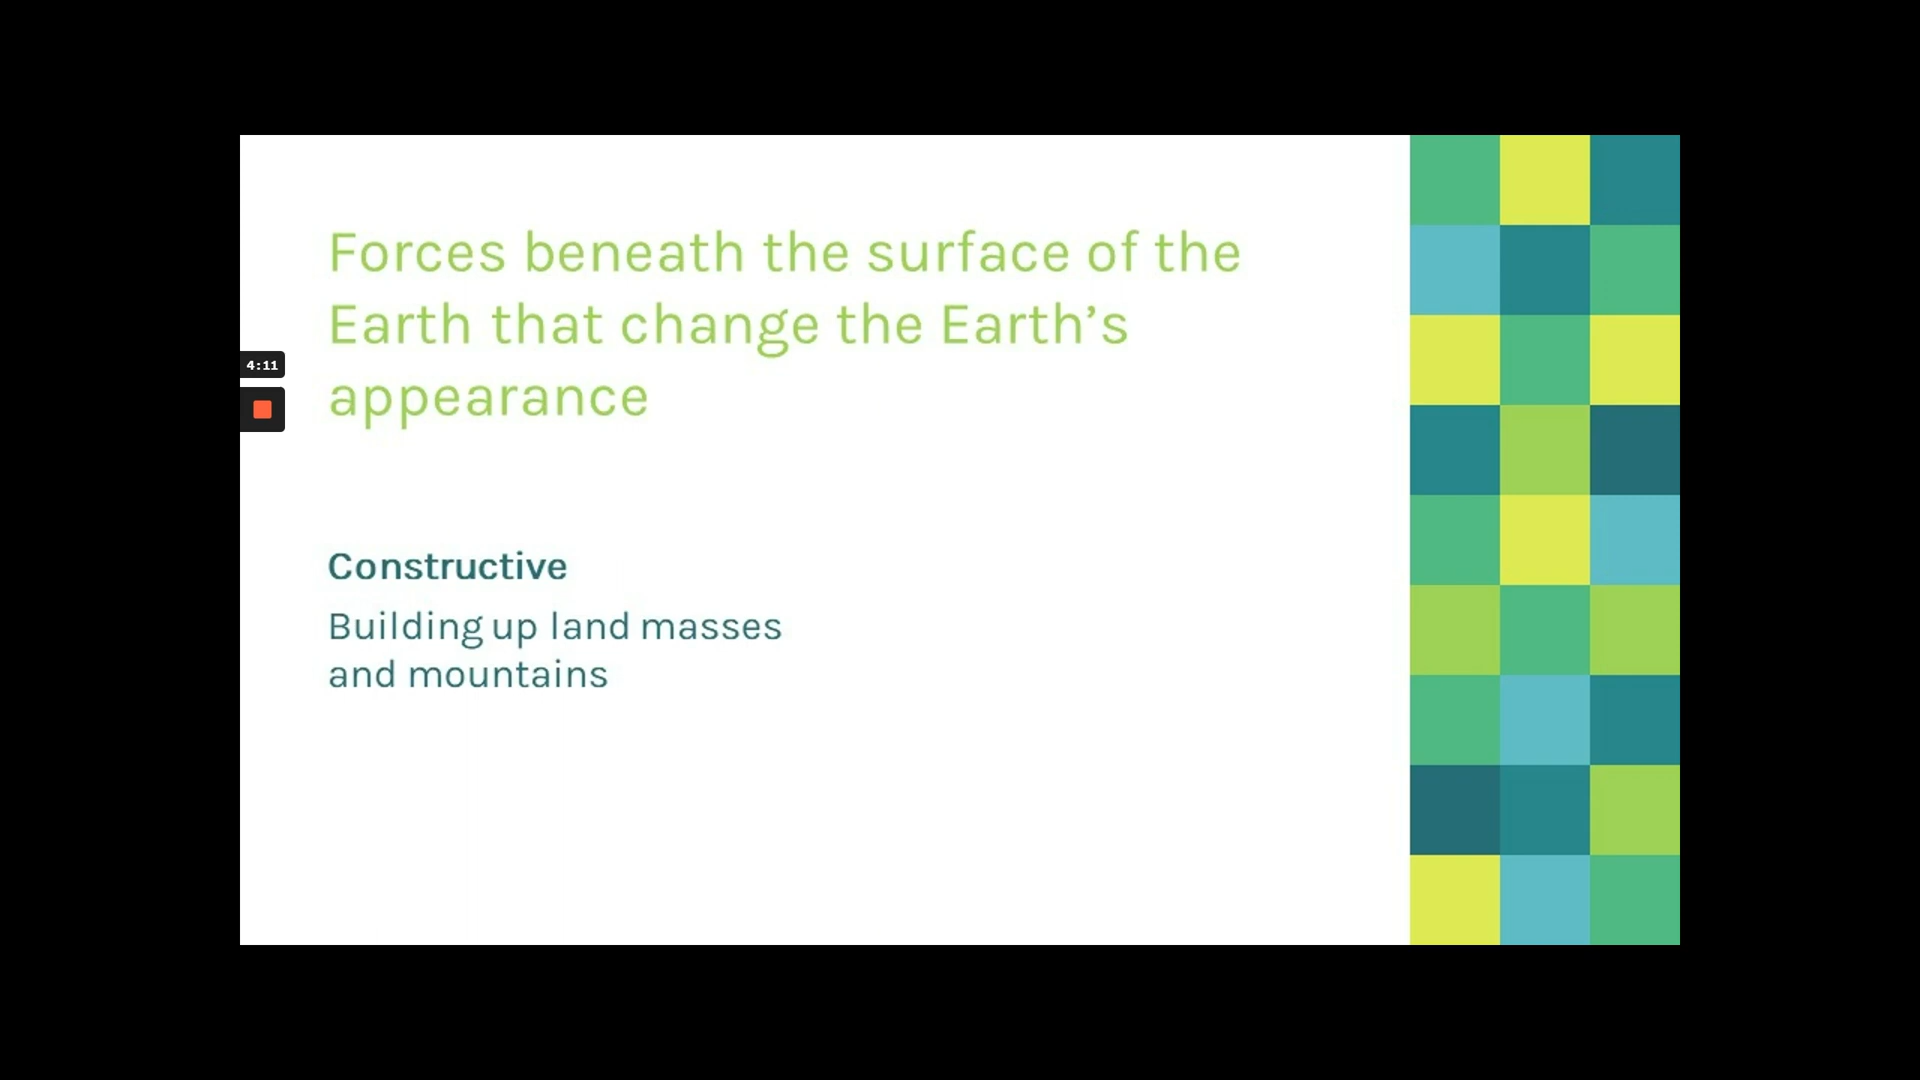 Forces beneath the surface of the
Earth that change the Earth’s
appearance
4:11
Constructive
Building up land masses
and mountains